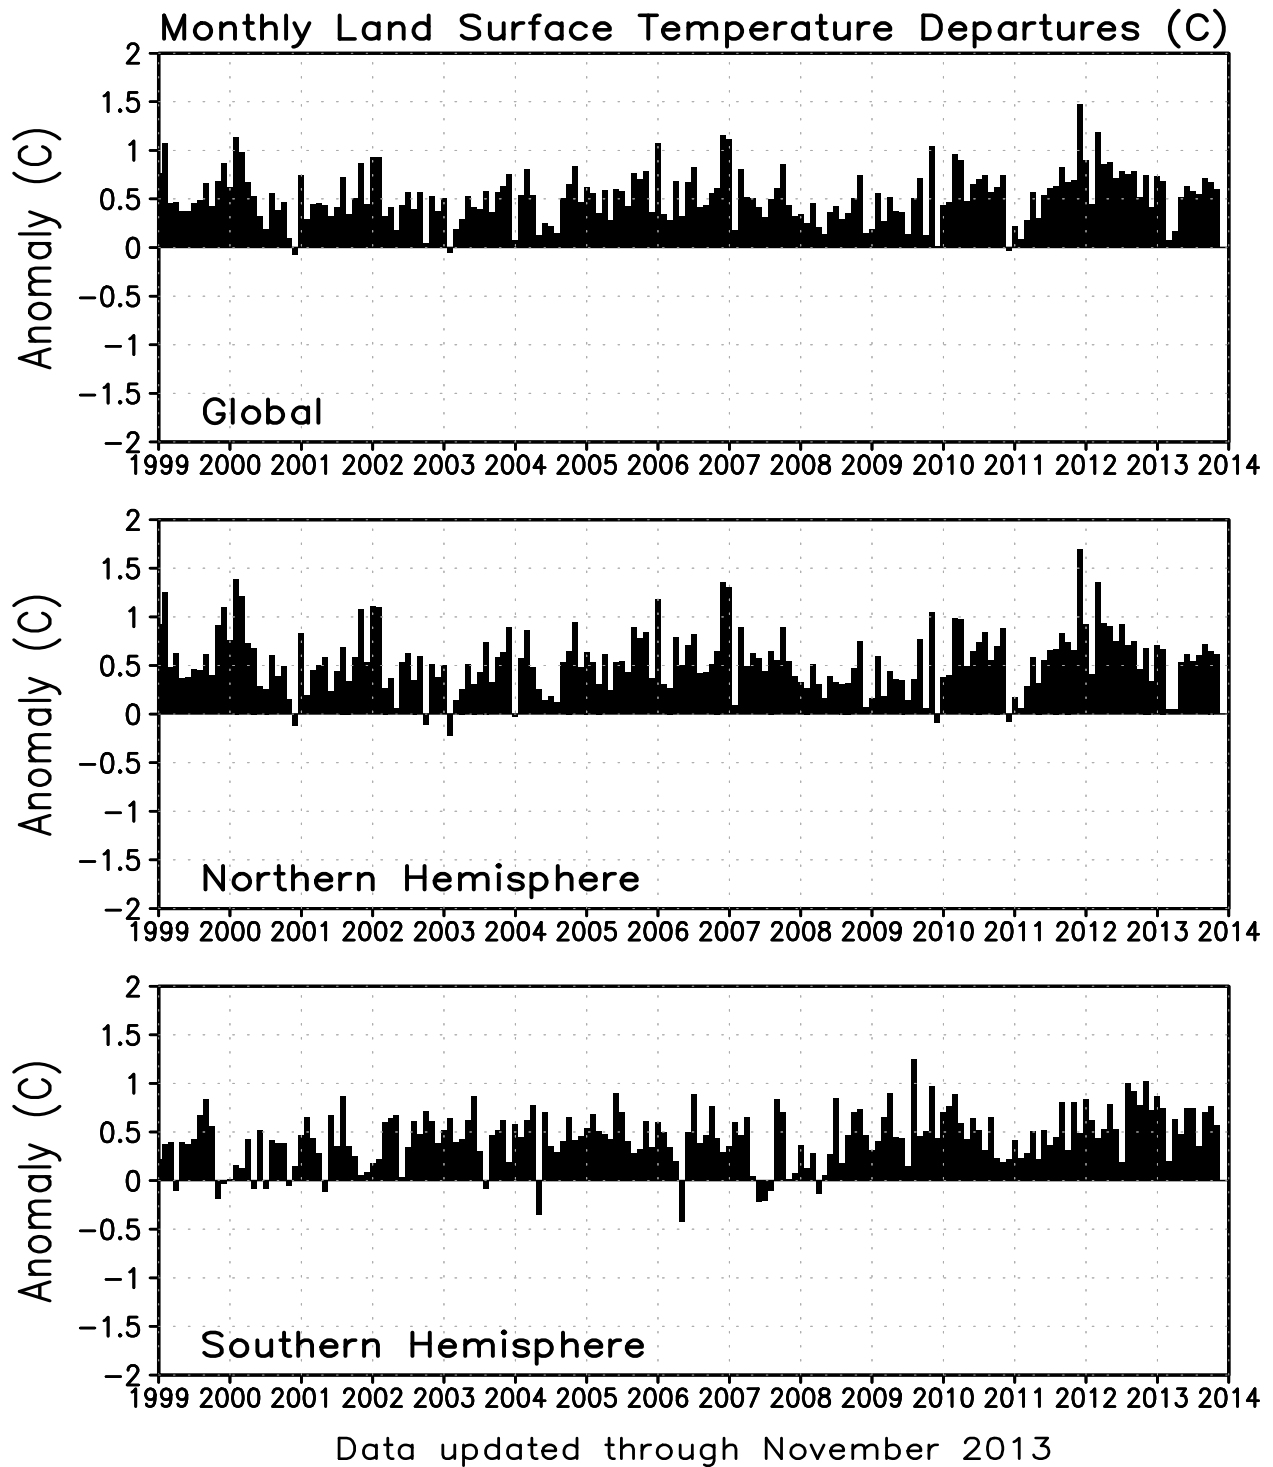 Monthly Land Surface Temperature Departures (C)
2
1.5
1
0.5
0
−0.5
−1
−1.5
−2
Anomaly (C)
Global
1999 2000 2001 2002 2003 2004 2005 2006 2007 2008 2009 2010 2011 2012 2013 2014
2
1.5
1
0.5
0
−0.5
−1
−1.5
−2
Anomaly (C)
Northern Hemisphere
1999 2000 2001 2002 2003 2004 2005 2006 2007 2008 2009 2010 2011 2012 2013 2014
2
1.5
1
0.5
0
−0.5
−1
−1.5
−2
Anomaly (C)
Southern Hemisphere
1999 2000 2001 2002 2003 2004 2005 2006 2007 2008 2009 2010 2011 2012 2013 2014
Data updated through November 2013